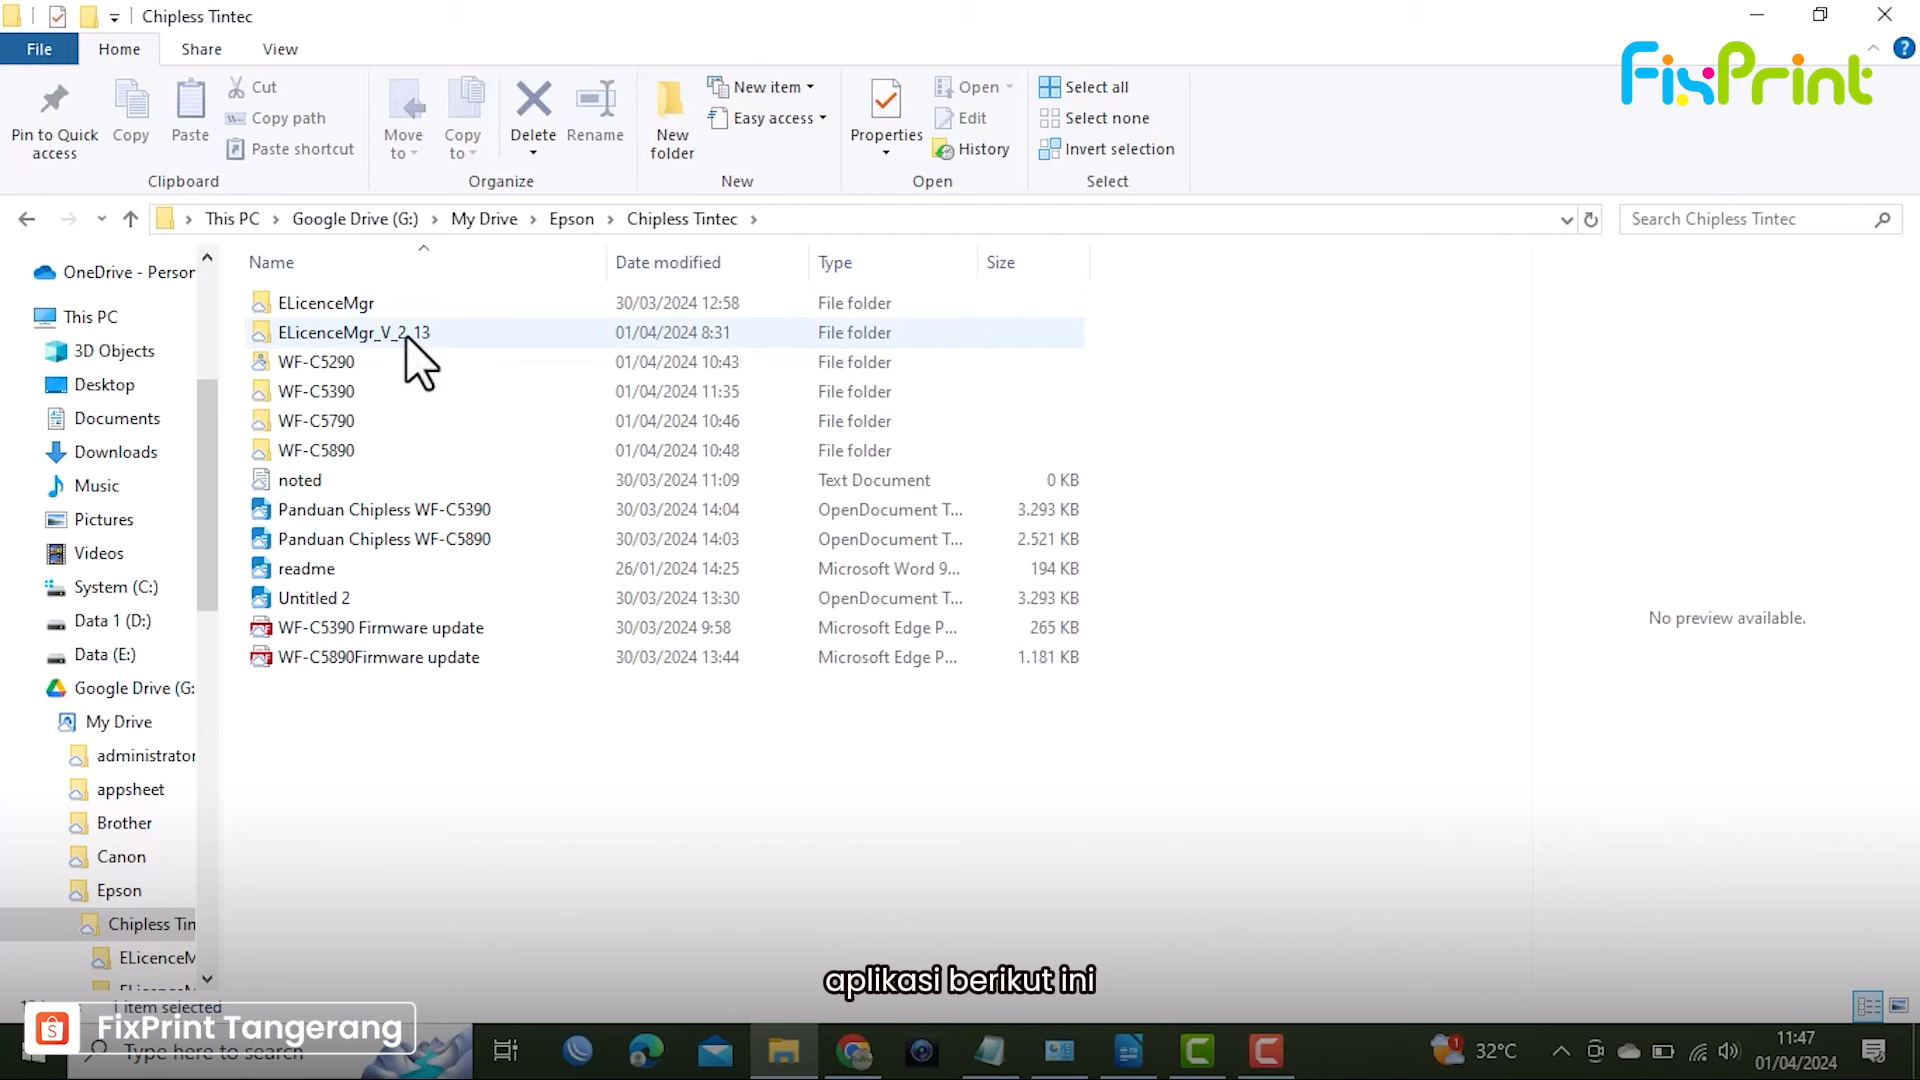 Chipless Tintec
FixPrint
File Home Share View
Pin to Quick access
Copy
Paste
Cut
Copy path
Paste shortcut
Clipboard
Move to
Copy to
Delete
Rename
Organize
New folder
New item
Easy access
New
Properties
Open
Edit
History
Open
Select all
Select none
Invert selection
Select
This PC > Google Drive (G:) > My Drive > Epson > Chipless Tintec >
Search Chipless Tintec
OneDrive - Person
This PC
3D Objects
Desktop
Documents
Downloads
Music
Pictures
Videos
System (C:)
Data 1 (D:)
Data (E:)
Google Drive (G:
My Drive
administrator
appsheet
Brother
Canon
Epson
Chipless Tin
ELicenceM
Name Date modified Type Size
ELicenceMgr 30/03/2024 12:58 File folder
ELicenceMgr_V_2_13 01/04/2024 8:31 File folder
WF-C5290 01/04/2024 10:43 File folder
WF-C5390 01/04/2024 11:35 File folder
WF-C5790 01/04/2024 10:46 File folder
WF-C5890 01/04/2024 10:48 File folder
noted 30/03/2024 11:09 Text Document 0 KB
Panduan Chipless WF-C5390 30/03/2024 14:04 OpenDocument T... 3.293 KB
Panduan Chipless WF-C5890 30/03/2024 14:03 OpenDocument T... 2.521 KB
readme 26/01/2024 14:25 Microsoft Word 9... 194 KB
Untitled 2 30/03/2024 13:30 OpenDocument T... 3.293 KB
WF-C5390 Firmware update 30/03/2024 9:58 Microsoft Edge P... 265 KB
WF-C5890Firmware update 30/03/2024 13:44 Microsoft Edge P... 1.181 KB
No preview available.
aplikasi berikut ini
1 item selected
FixPrint Tangerang
Type here to search
32°C
11:47
01/04/2024